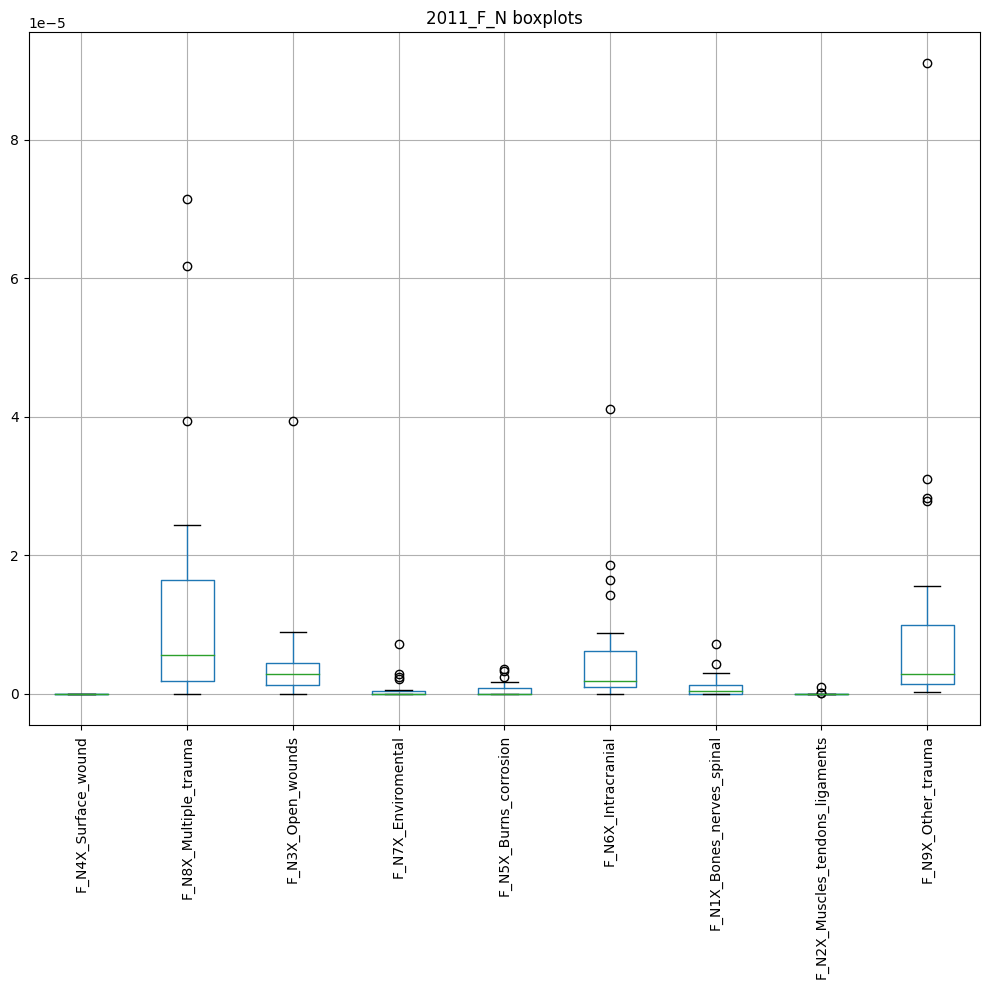 2011_F_N boxplots
1e−5
8
6
4
2
0
F_N4X_Surface_wound
F_N8X_Multiple_trauma
F_N3X_Open_wounds
F_N7X_Enviromental
F_N5X_Burns_corrosion
F_N6X_Intracranial
F_N1X_Bones_nerves_spinal
F_N2X_Muscles_tendons_ligaments
F_N9X_Other_trauma